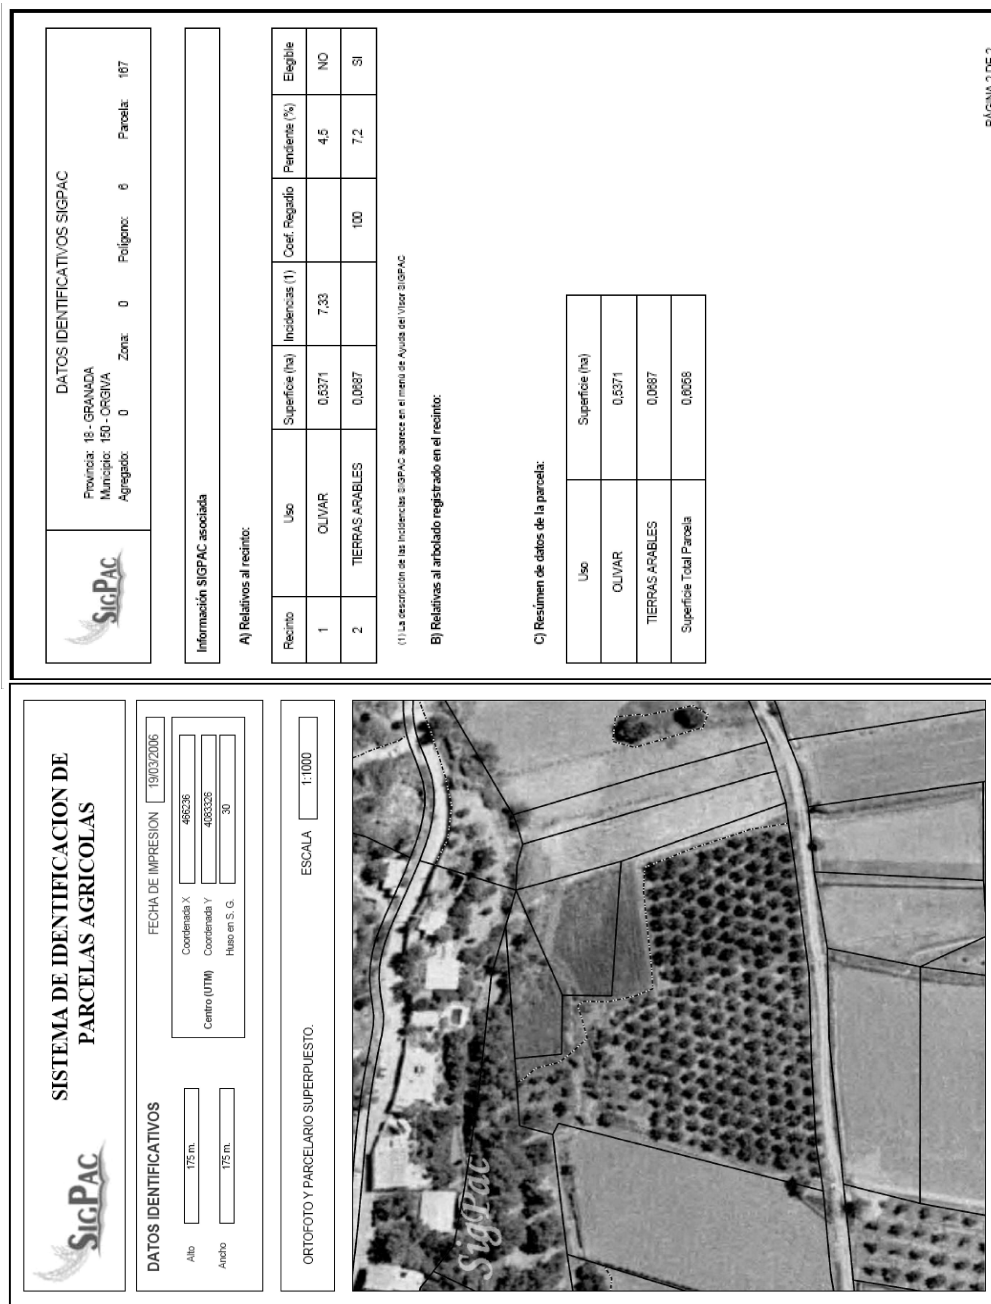 SIGPAC
SISTEMA DE IDENTIFICACION DE
PARCELAS AGRICOLAS
DATOS IDENTIFICATIVOS
FECHA DE IMPRESION 19/03/2006
Alto 175 m.
Ancho 175 m.
Centro (UTM)
Coordenada X 466236
Coordenada Y 4083326
Huso en S. G. 30
ORTOFOTO Y PARCELARIO SUPERPUESTO.
ESCALA 1:1000
SigPac
SIGPAC
DATOS IDENTIFICATIVOS SIGPAC
Provincia: 18 - GRANADA
Municipio: 150 - ORGIVA
Agregado: 0 Zona: 0 Polígono: 6 Parcela: 167
Información SIGPAC asociada
A) Relativos al recinto:
Recinto Uso Superficie (ha) Incidencias (1) Coef. Regadio Pendiente (%) Elegible
1 OLIVAR 0,5371 7,33 4,5 NO
2 TIERRAS ARABLES 0,0687 100 7,2 SI
(1) La descripción de las incidencias SIGPAC aparece en el menú de Ayuda del Visor SIGPAC
B) Relativas al arbolado registrado en el recinto:
C) Resúmen de datos de la parcela:
Uso Superficie (ha)
OLIVAR 0,5371
TIERRAS ARABLES 0,0687
Superficie Total Parcela 0,6058
PÁGINA 2 DE 2